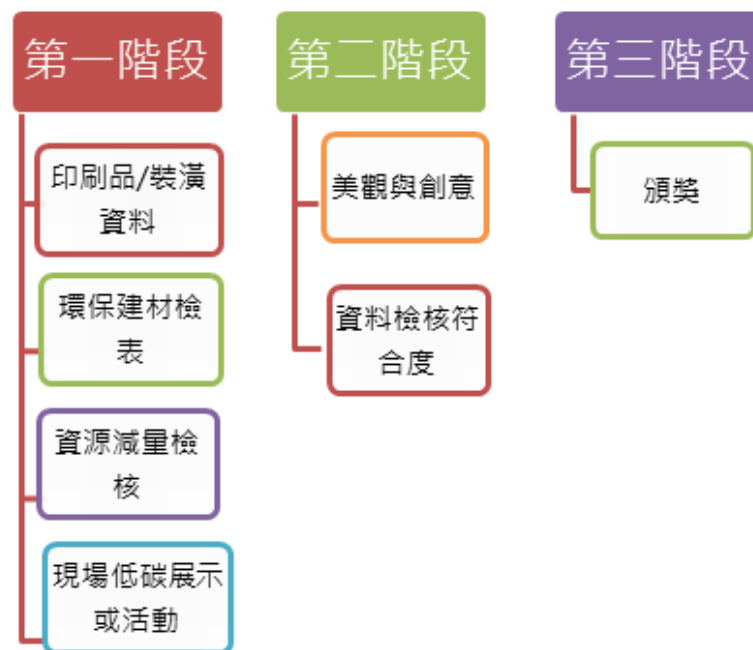 第一階段
印刷品/裝潢
資料
環保建材檢
表
資源減量檢
核
現場低碳展示
或活動
第二階段
美觀與創意
資料檢核符
合度
第三階段
頒獎